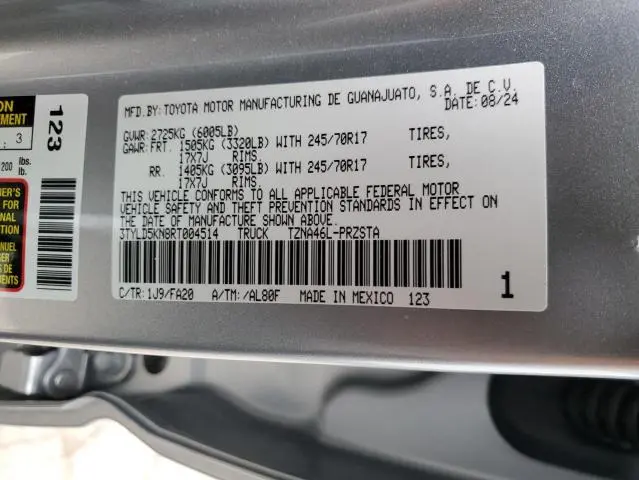 MFD.BY:TOYOTA MOTOR MANUFACTURING DE GUANAJUATO, S.A. DE C.V.
DATE:08/24
GVWR:2725KG (6005LB)
GAWR:FRT. 1505KG (3320LB) WITH 245/70R17 TIRES,
17X7J RIMS,
RR. 1405KG (3095LB) WITH 245/70R17 TIRES,
17X7J RIMS.
THIS VEHICLE CONFORMS TO ALL APPLICABLE FEDERAL MOTOR
VEHICLE SAFETY AND THEFT PREVENTION STANDARDS IN EFFECT ON
THE DATE OF MANUFACTURE SHOWN ABOVE.
3TYLD5KN8RT004514 TRUCK TZNA46L-PRZSTA
C/TR:1J9/FA20 A/TM:/AL80F MADE IN MEXICO 123
1
123
3
200 lbs.
lb.